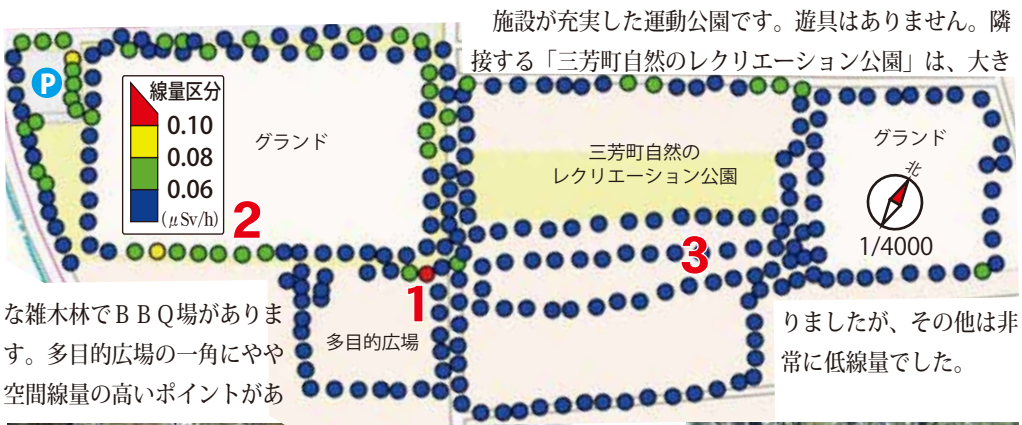 施設が充実した運動公園です。遊具はありません。隣
接する「三芳町自然のレクリエーション公園」は、大き
な雑木林でＢＢＱ場がありま
す。多目的広場の一角にやや
空間線量の高いポイントがあ
りましたが、その他は非
常に低線量でした。
P
線量区分
0.10
0.08
0.06
(μSv/h)
グランド
2
三芳町自然の
レクリエーション公園
グランド
北
1/4000
3
1
多目的広場